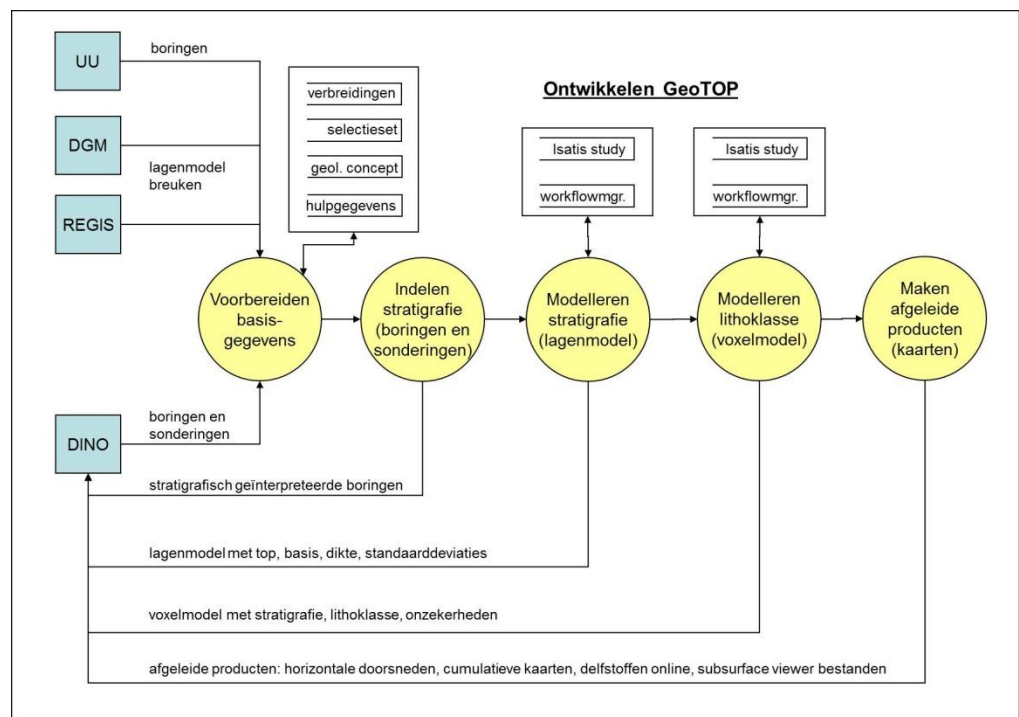 Ontwikkelen GeoTOP
UU
boringen
DGM
lagenmodel
breuken
REGIS
verbreidingen
selectieset
geol. concept
hulpgegevens
Isatis study
workflowmgr.
Isatis study
workflowmgr.
Voorbereiden
basis-
gegevens
Indelen
stratigrafie
(boringen en
sonderingen)
Modelleren
stratigrafie
(lagenmodel)
Modelleren
lithoklasse
(voxelmodel)
Maken
afgeleide
producten
(kaarten)
DINO
boringen en
sonderingen
stratigrafisch geïnterpreteerde boringen
lagenmodel met top, basis, dikte, standaarddeviaties
voxelmodel met stratigrafie, lithoklasse, onzekerheden
afgeleide producten: horizontale doorsneden, cumulatieve kaarten, delfstoffen online, subsurface viewer bestanden